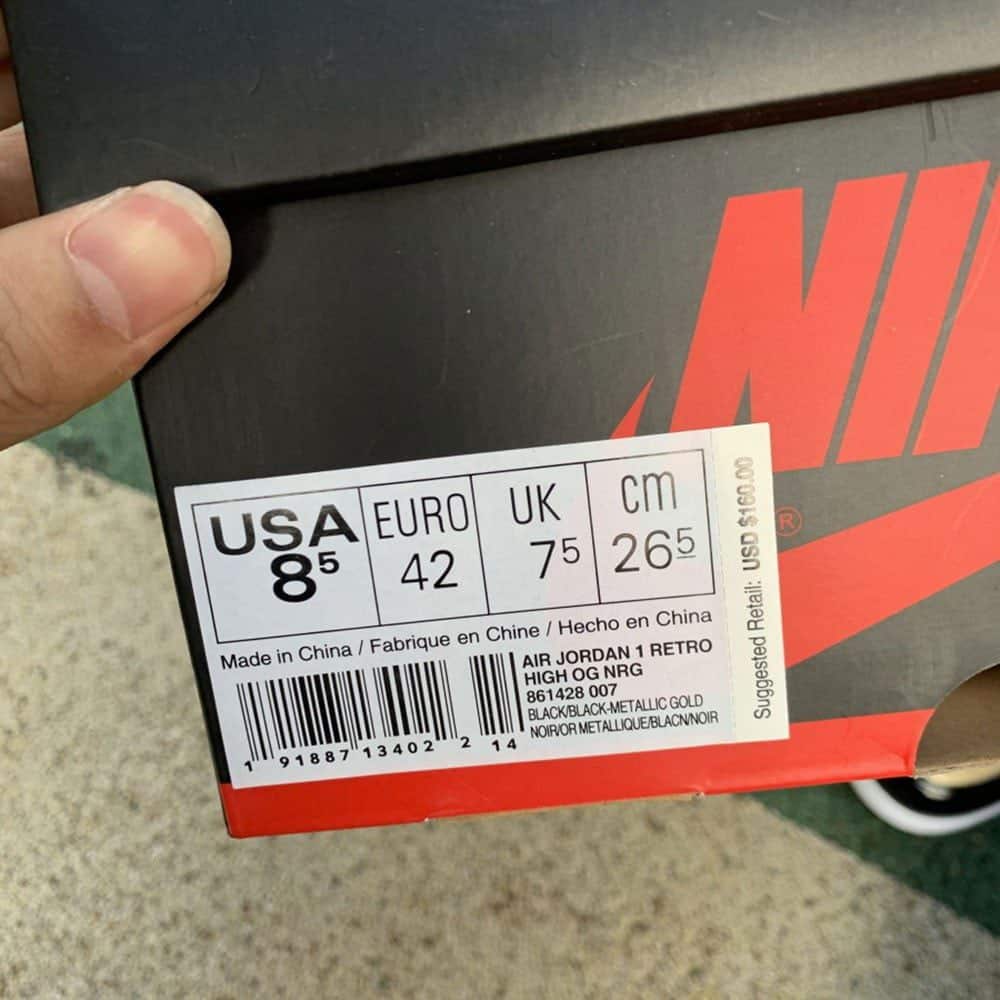 NI
®
USA EURO UK cm
8⁵ 42 7⁵ 26⁵
Made in China / Fabrique en Chine / Hecho en China
AIR JORDAN 1 RETRO
HIGH OG NRG
861428 007
BLACK/BLACK-METALLIC GOLD
NOIR/OR METALLIQUE/BLACN/NOIR
1 91887 13402 2 14
Suggested Retail: USD $160.00